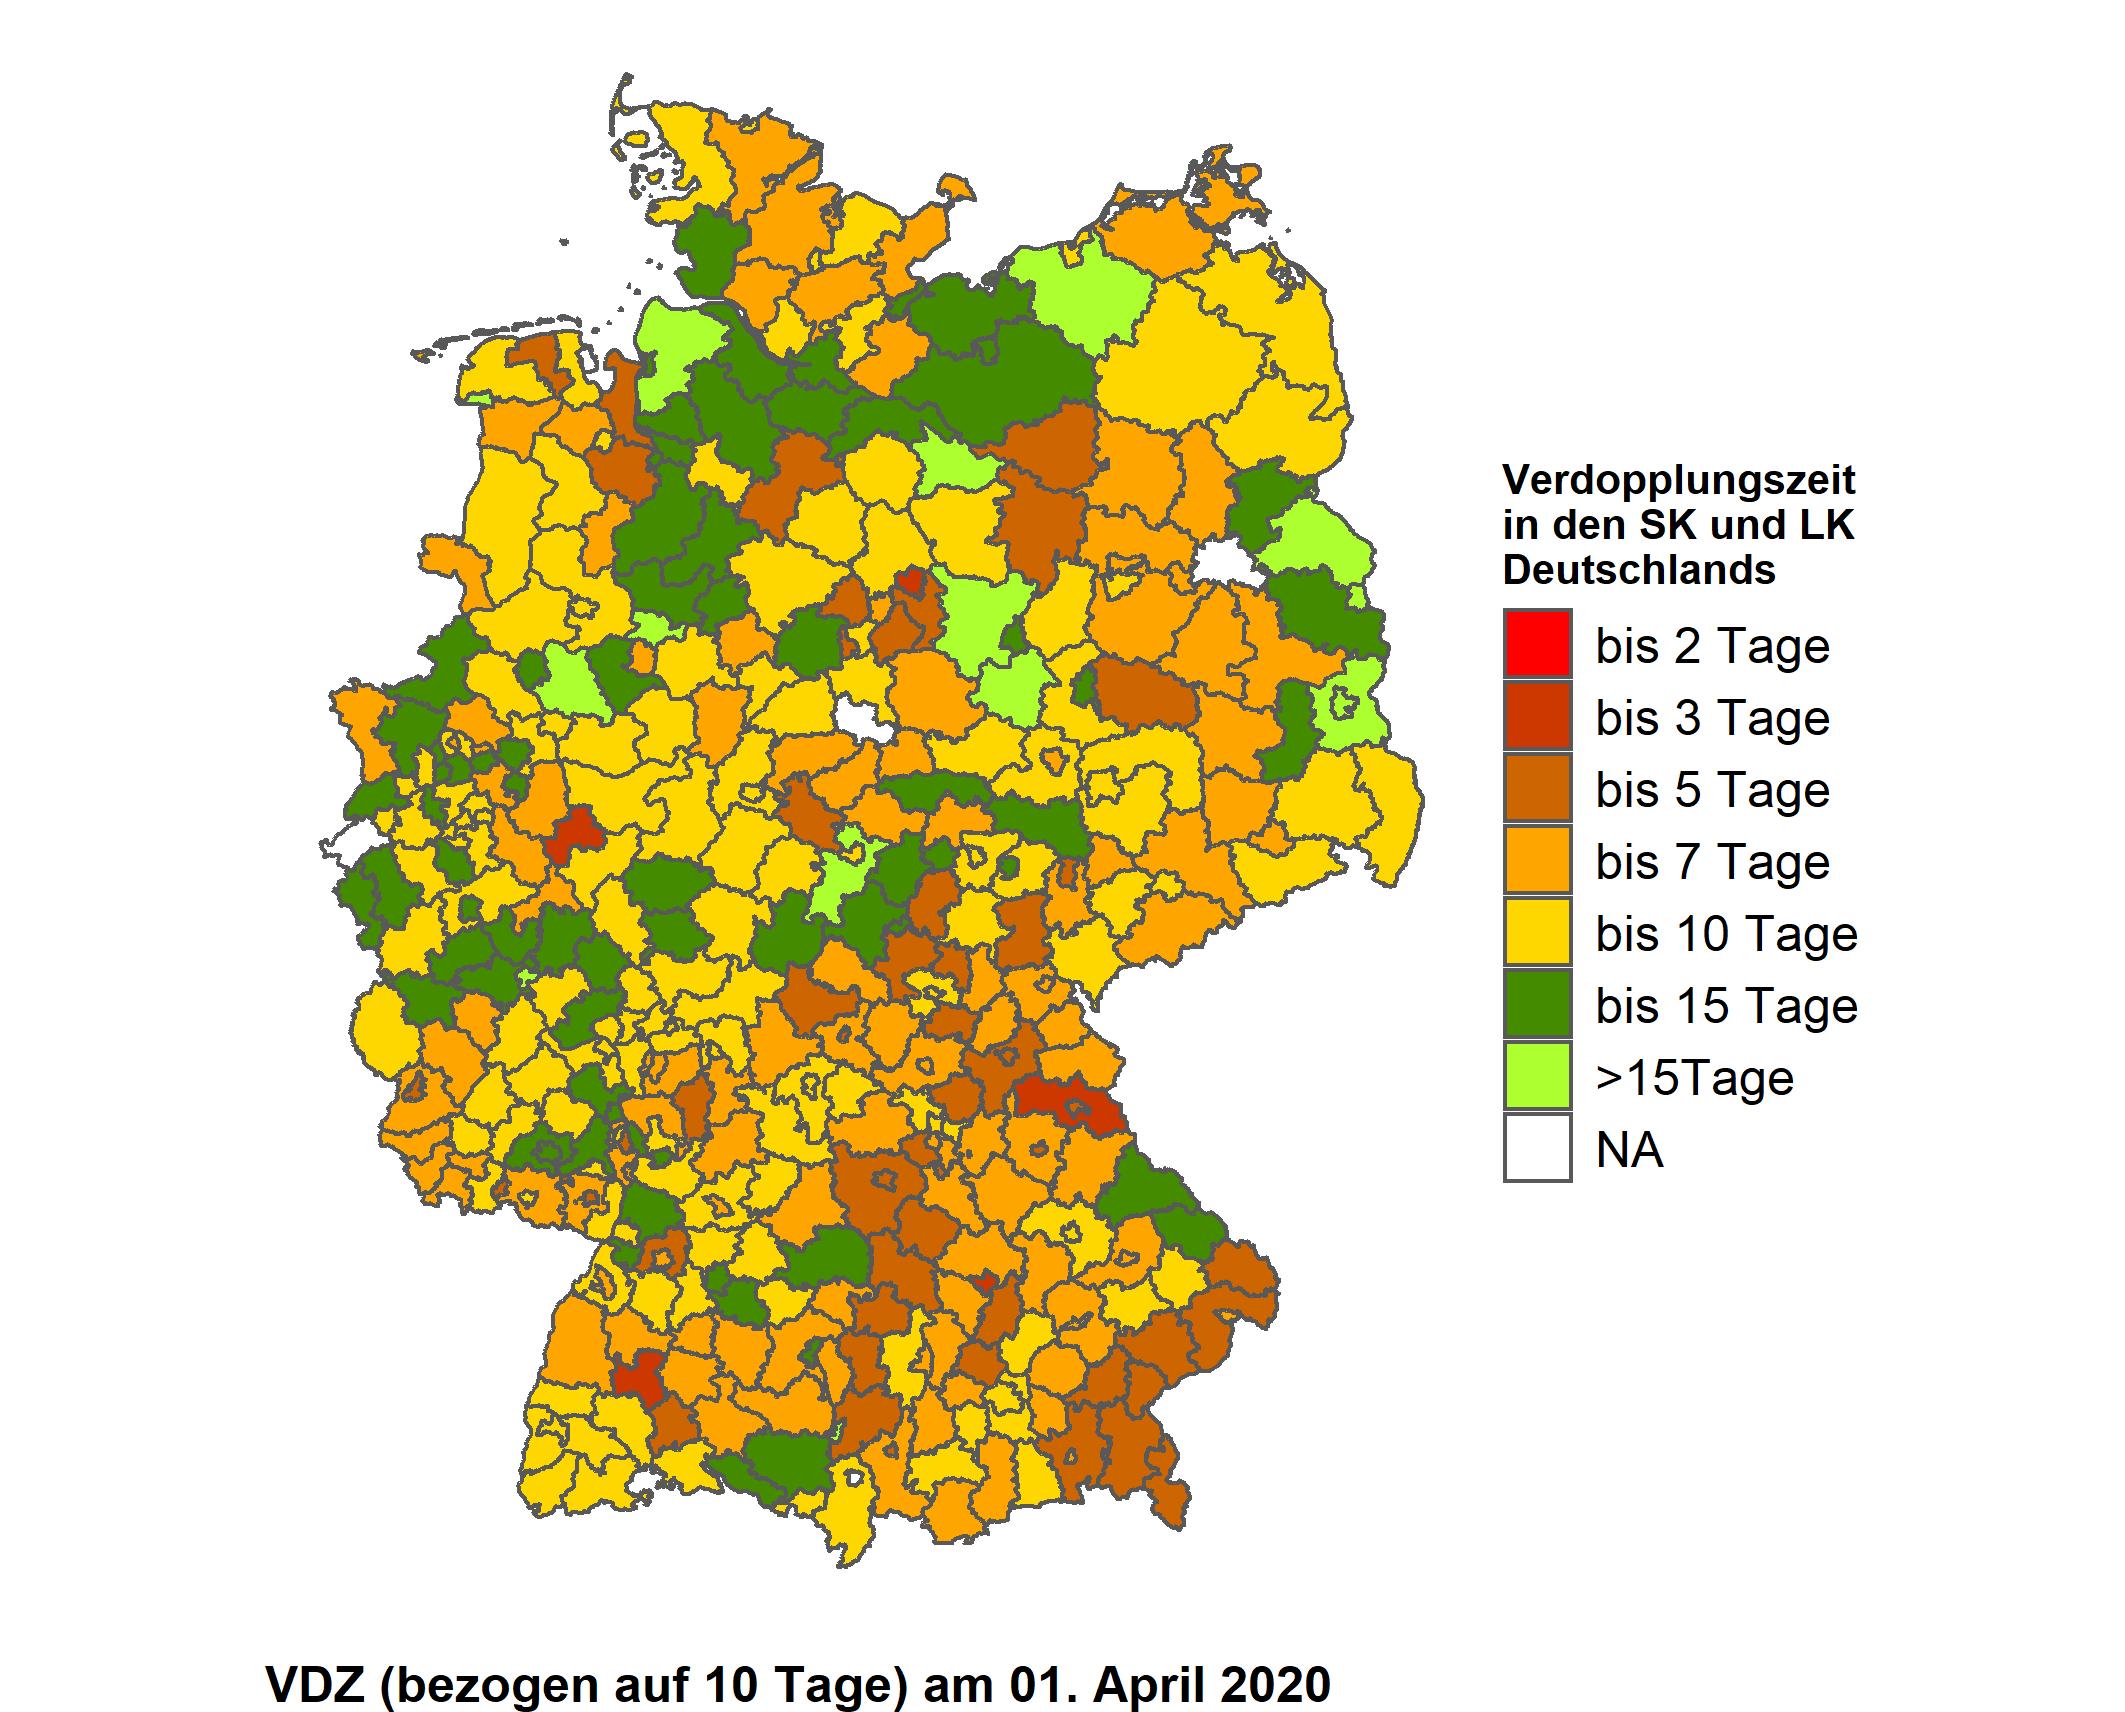 Verdopplungszeit
in den SK und LK
Deutschlands
bis 2 Tage
bis 3 Tage
bis 5 Tage
bis 7 Tage
bis 10 Tage
bis 15 Tage
>15Tage
NA
VDZ (bezogen auf 10 Tage) am 01. April 2020